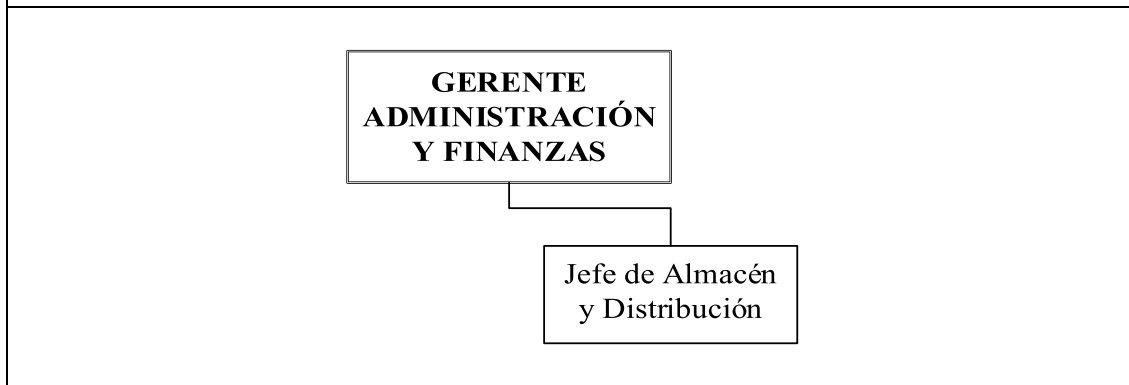 GERENTE
ADMINISTRACIÓN
Y FINANZAS
Jefe de Almacén
y Distribución